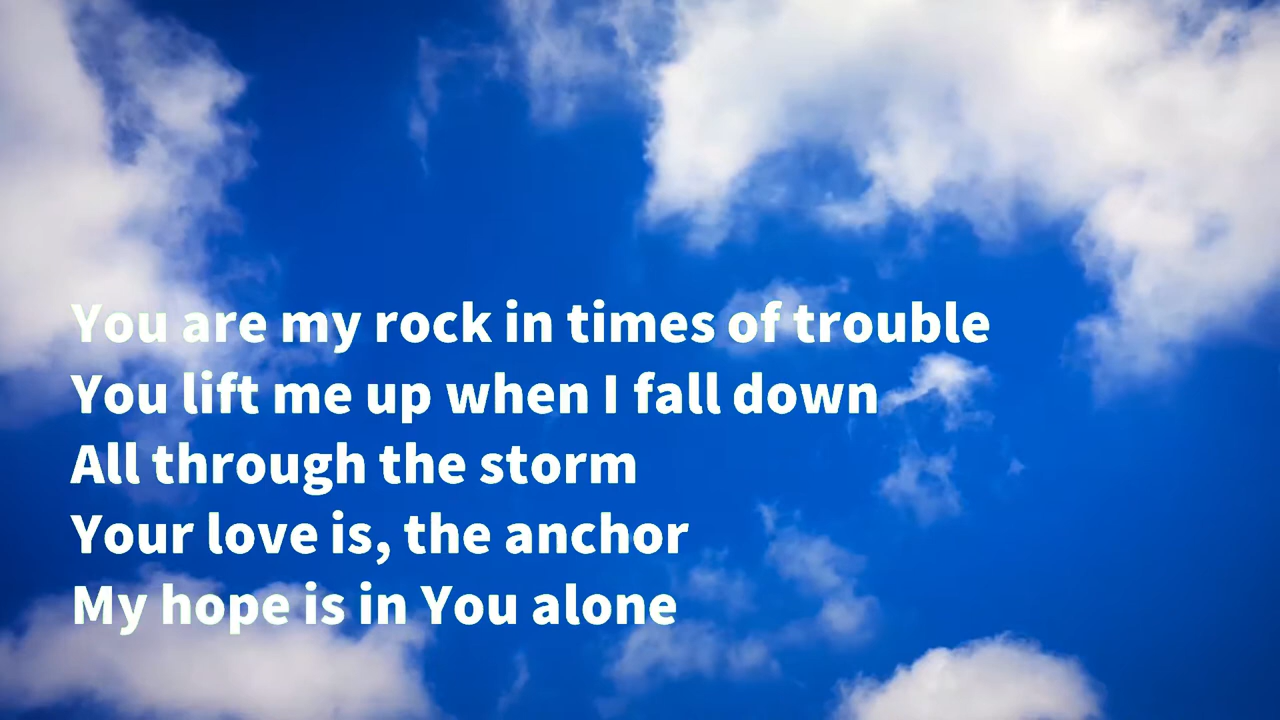 You are my rock in times of trouble
You lift me up when I fall down
All through the storm
Your love is, the anchor
My hope is in You alone